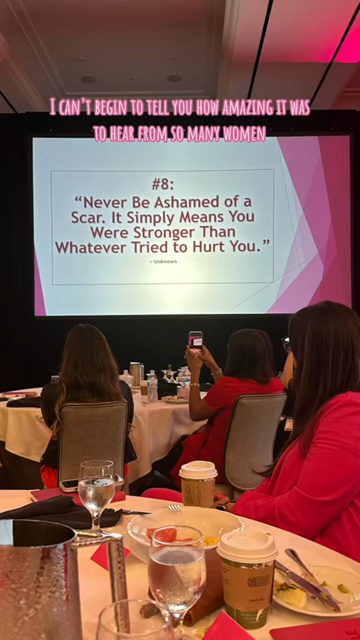 I can't begin to tell you how amazing it was
to hear from so many women
#8:
“Never Be Ashamed of a
Scar. It Simply Means You
Were Stronger Than
Whatever Tried to Hurt You.”
~ Unknown